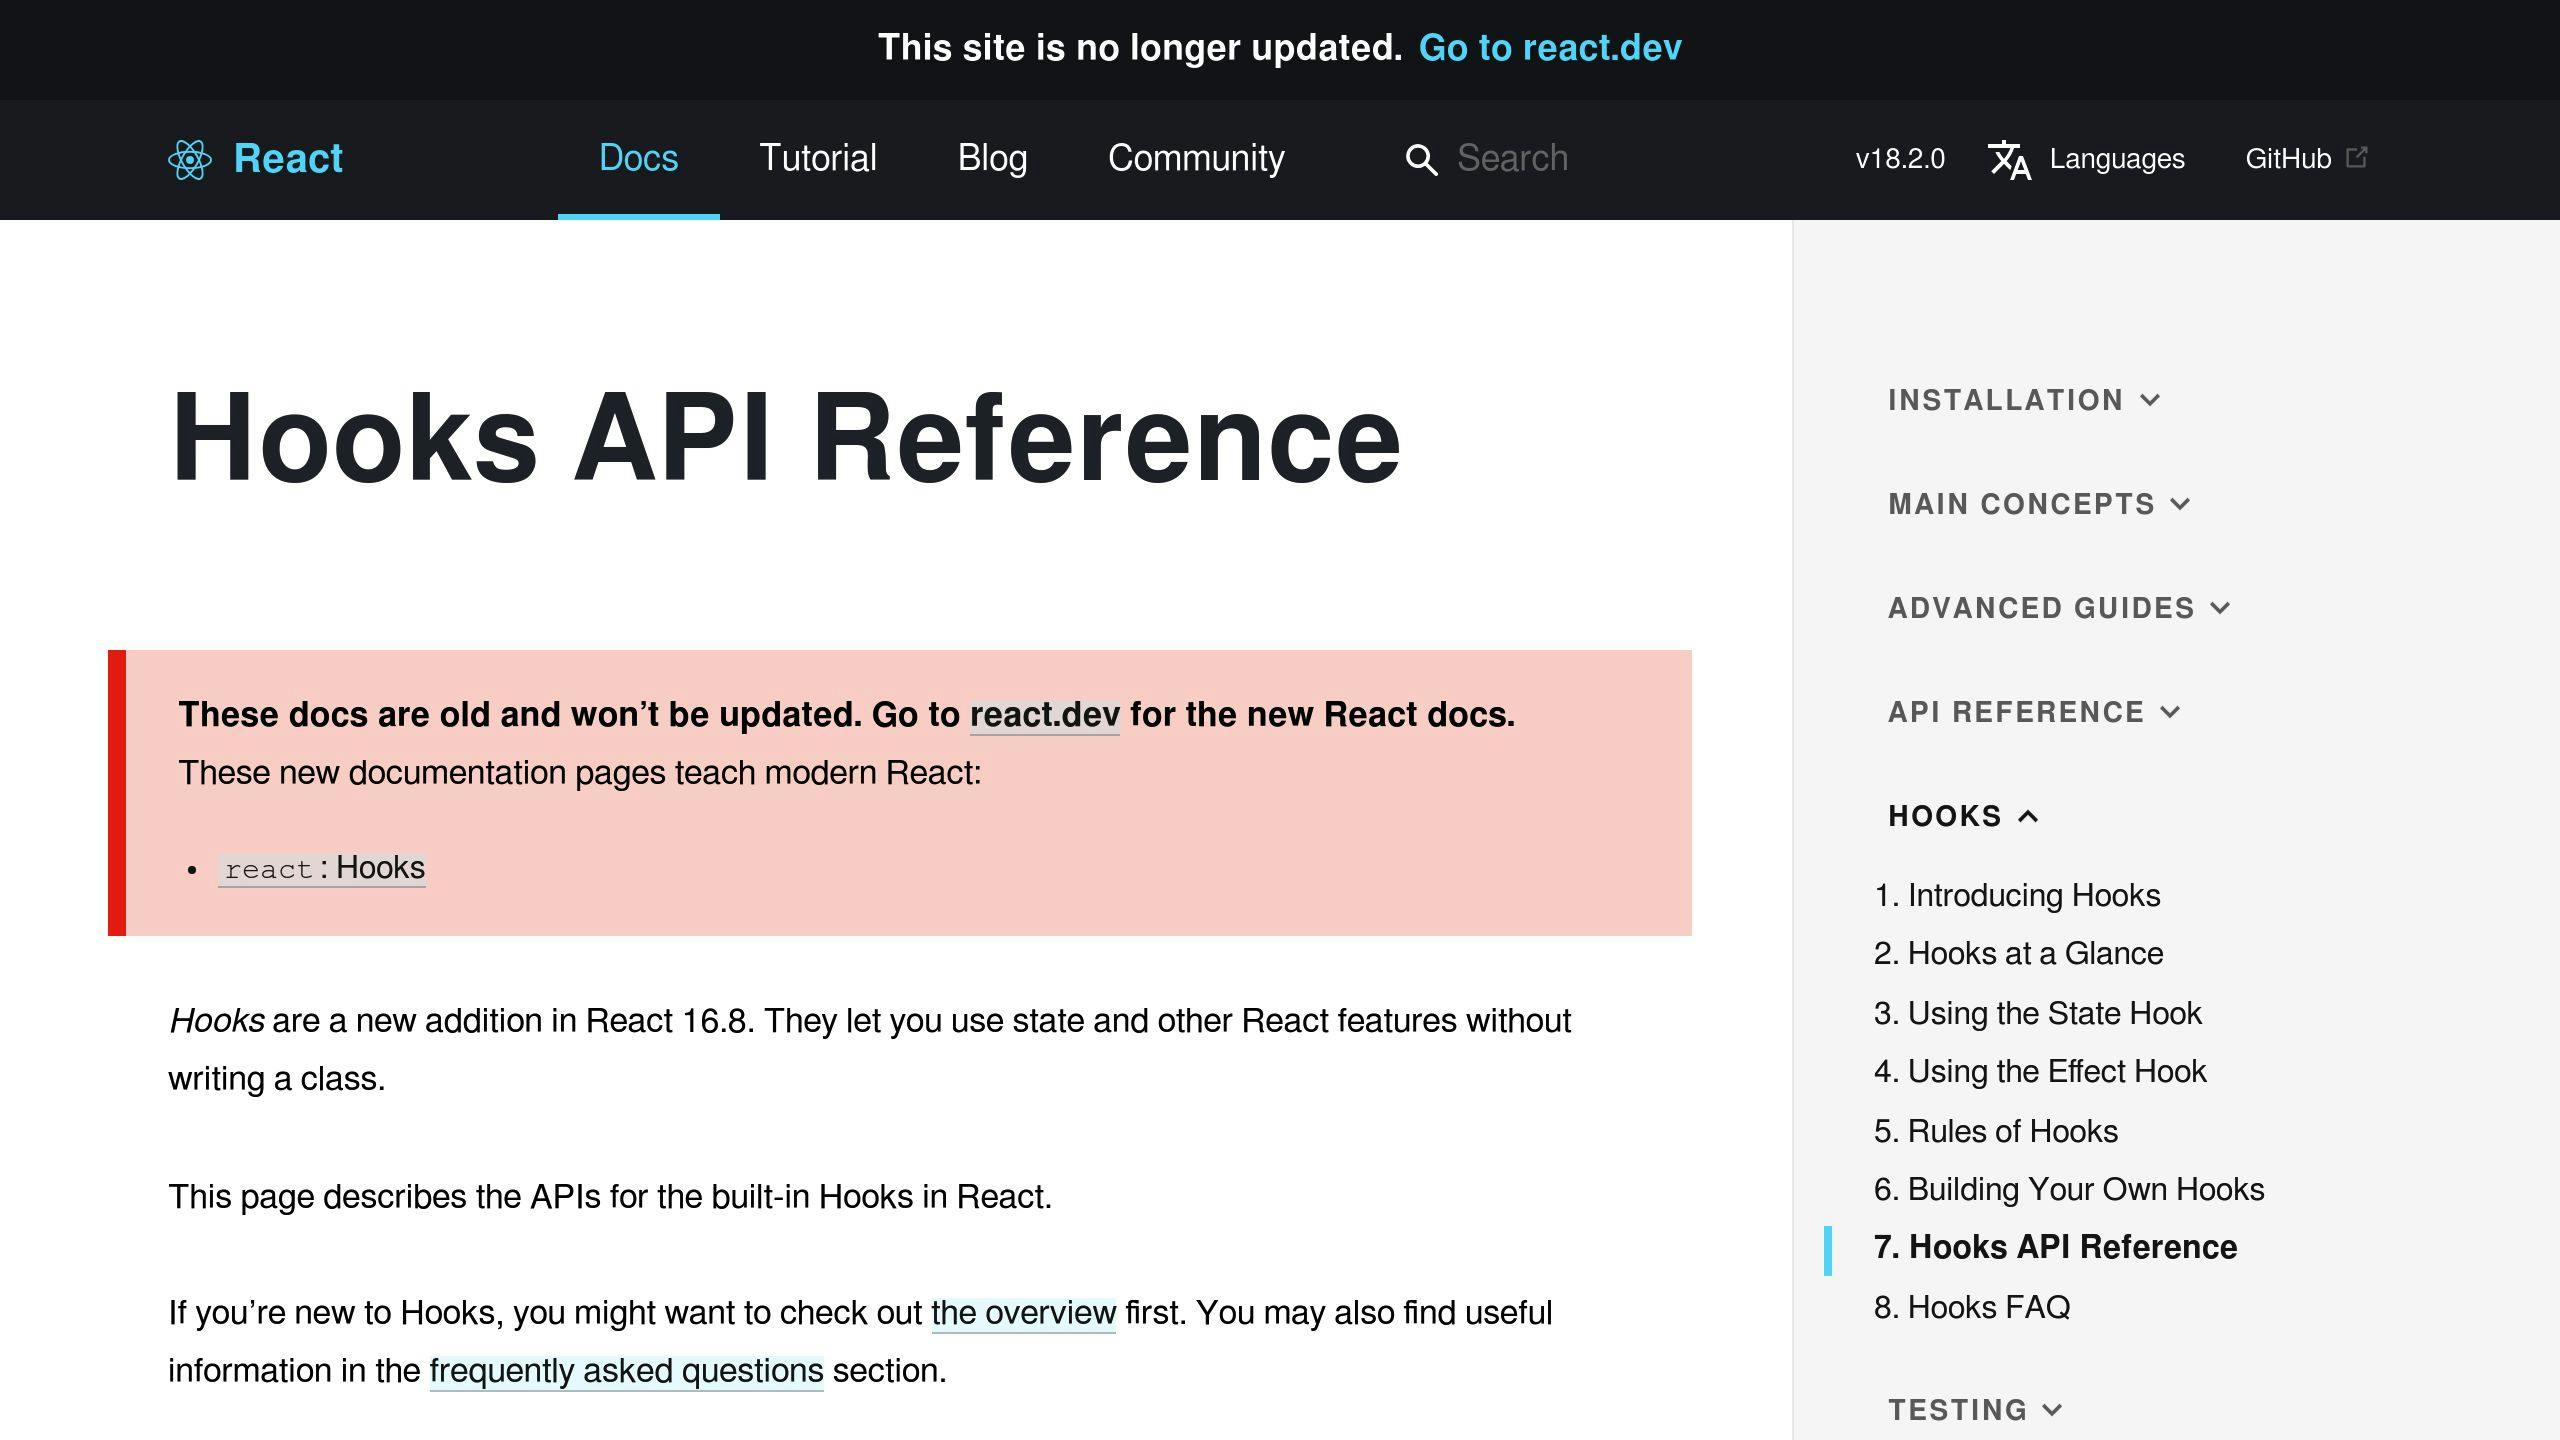 This site is no longer updated. Go to react.dev
React Docs Tutorial Blog Community Search v18.2.0 Languages GitHub
Hooks API Reference
These docs are old and won’t be updated. Go to react.dev for the new React docs.
These new documentation pages teach modern React:
• react: Hooks
Hooks are a new addition in React 16.8. They let you use state and other React features without
writing a class.
This page describes the APIs for the built-in Hooks in React.
If you’re new to Hooks, you might want to check out the overview first. You may also find useful
information in the frequently asked questions section.
INSTALLATION
MAIN CONCEPTS
ADVANCED GUIDES
API REFERENCE
HOOKS
1. Introducing Hooks
2. Hooks at a Glance
3. Using the State Hook
4. Using the Effect Hook
5. Rules of Hooks
6. Building Your Own Hooks
7. Hooks API Reference
8. Hooks FAQ
TESTING